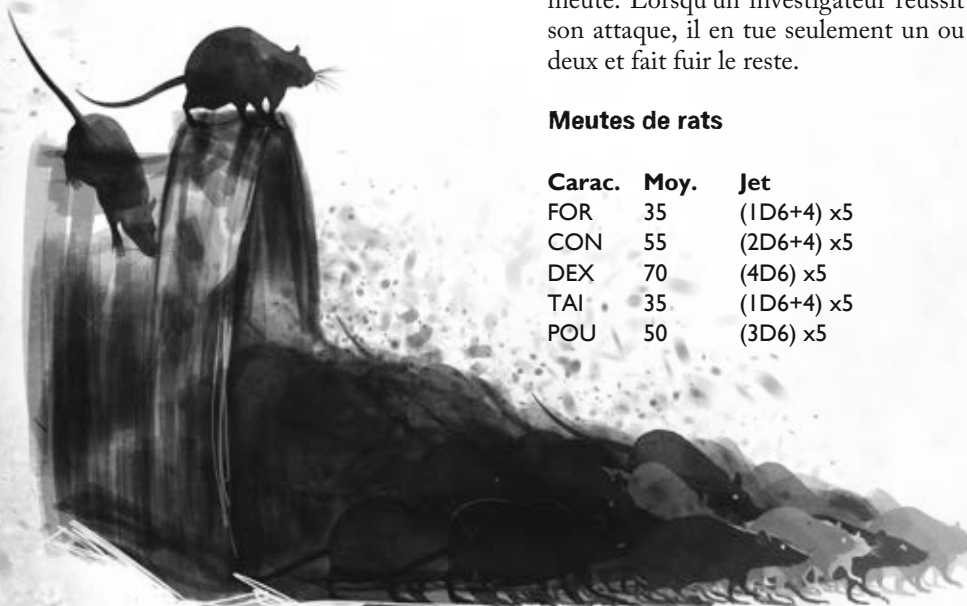 meute. Lorsqu'un investigateur réussit
son attaque, il en tue seulement un ou
deux et fait fuir le reste.
Meutes de rats
Carac. Moy. Jet
FOR 35 (1D6+4) x5
CON 55 (2D6+4) x5
DEX 70 (4D6) x5
TAI 35 (1D6+4) x5
POU 50 (3D6) x5